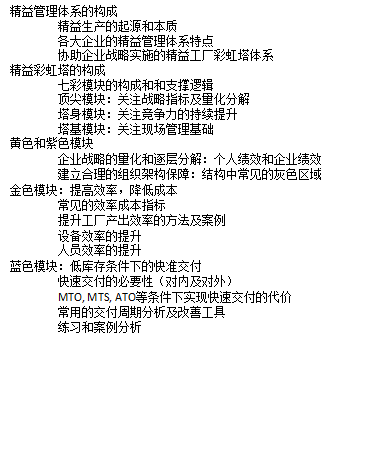 精益管理体系的构成
精益生产的起源和本质
各大企业的精益管理体系特点
协助企业战略实施的精益工厂彩虹塔体系
精益彩虹塔的构成
七彩模块的构成和和支撑逻辑
顶尖模块：关注战略指标及量化分解
塔身模块：关注竞争力的持续提升
塔基模块：关注现场管理基础
黄色和紫色模块
企业战略的量化和逐层分解：个人绩效和企业绩效
建立合理的组织架构保障：结构中常见的灰色区域
金色模块：提高效率，降低成本
常见的效率成本指标
提升工厂产出效率的方法及案例
设备效率的提升
人员效率的提升
蓝色模块：低库存条件下的快准交付
快速交付的必要性（对内及对外）
MTO, MTS, ATO等条件下实现快速交付的代价
常用的交付周期分析及改善工具
练习和案例分析